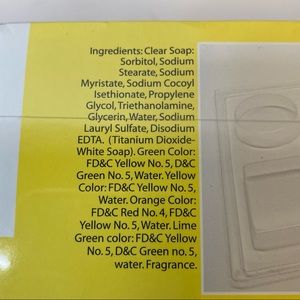 Ingredients: Clear Soap:
Sorbitol, Sodium
Stearate, Sodium
Myristate, Sodium Cocoyl
Isethionate, Propylene
Glycol, Triethanolamine,
Glycerin, Water, Sodium
Lauryl Sulfate, Disodium
EDTA. (Titanium Dioxide-
White Soap). Green Color:
FD&C Yellow No. 5, D&C
Green No. 5, Water. Yellow
Color: FD&C Yellow No. 5,
Water. Orange Color:
FD&C Red No. 4, FD&C
Yellow No. 5, Water. Lime
Green color: FD&C Yellow
No. 5, D&C Green no. 5,
water. Fragrance.